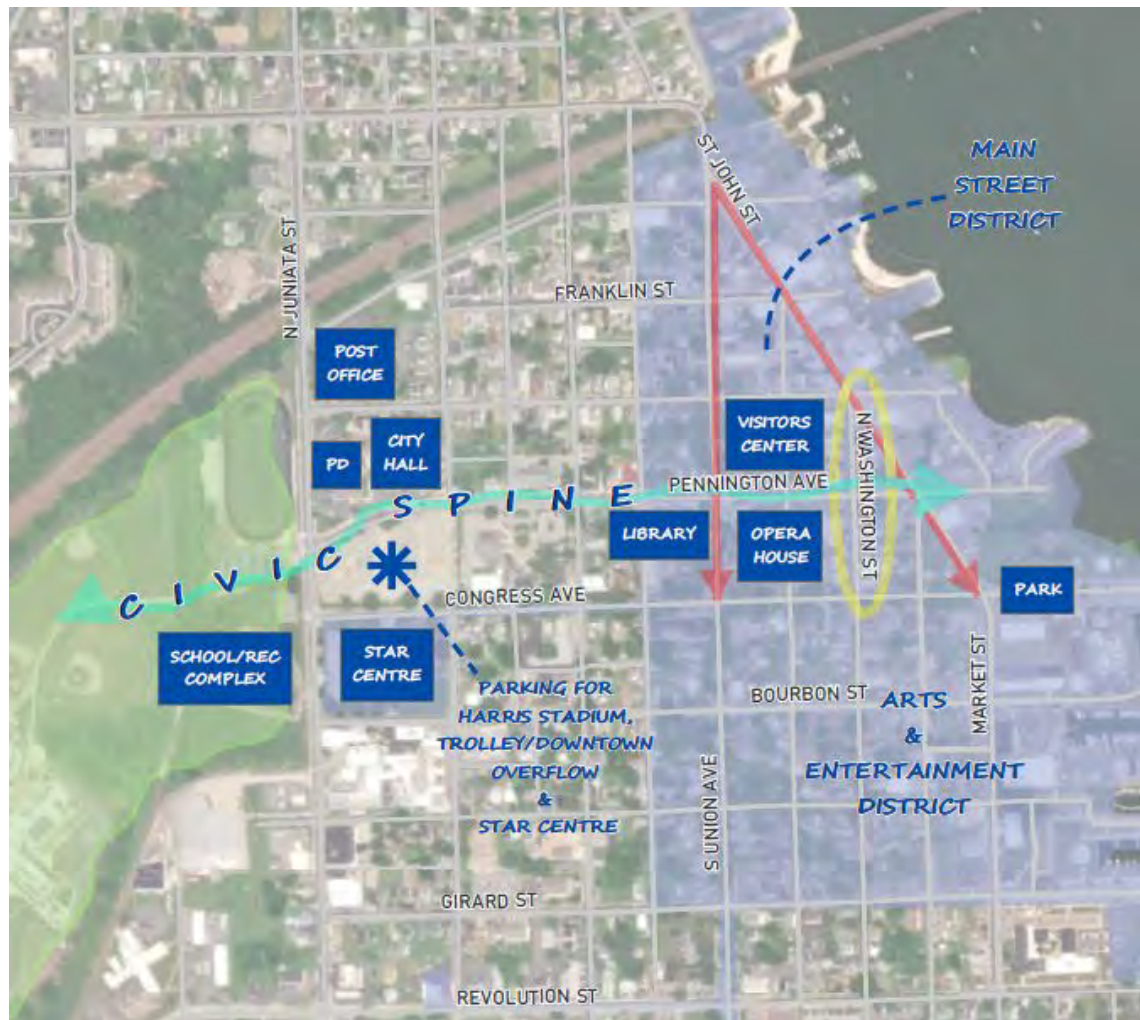 ST JOHN ST
MAIN
STREET
DISTRICT
N JUNIATA ST
FRANKLIN ST
POST
OFFICE
PD
CITY
HALL
VISITORS
CENTER
N WASHINGTON ST
PENNINGTON AVE
CIVIC SPINE
LIBRARY
OPERA
HOUSE
CONGRESS AVE
PARK
SCHOOL/REC
COMPLEX
STAR
CENTRE
PARKING FOR
HARRIS STADIUM,
TROLLEY/DOWNTOWN
OVERFLOW
&
STAR CENTRE
BOURBON ST
MARKET ST
ARTS
&
ENTERTAINMENT
DISTRICT
S UNION AVE
GIRARD ST
REVOLUTION ST